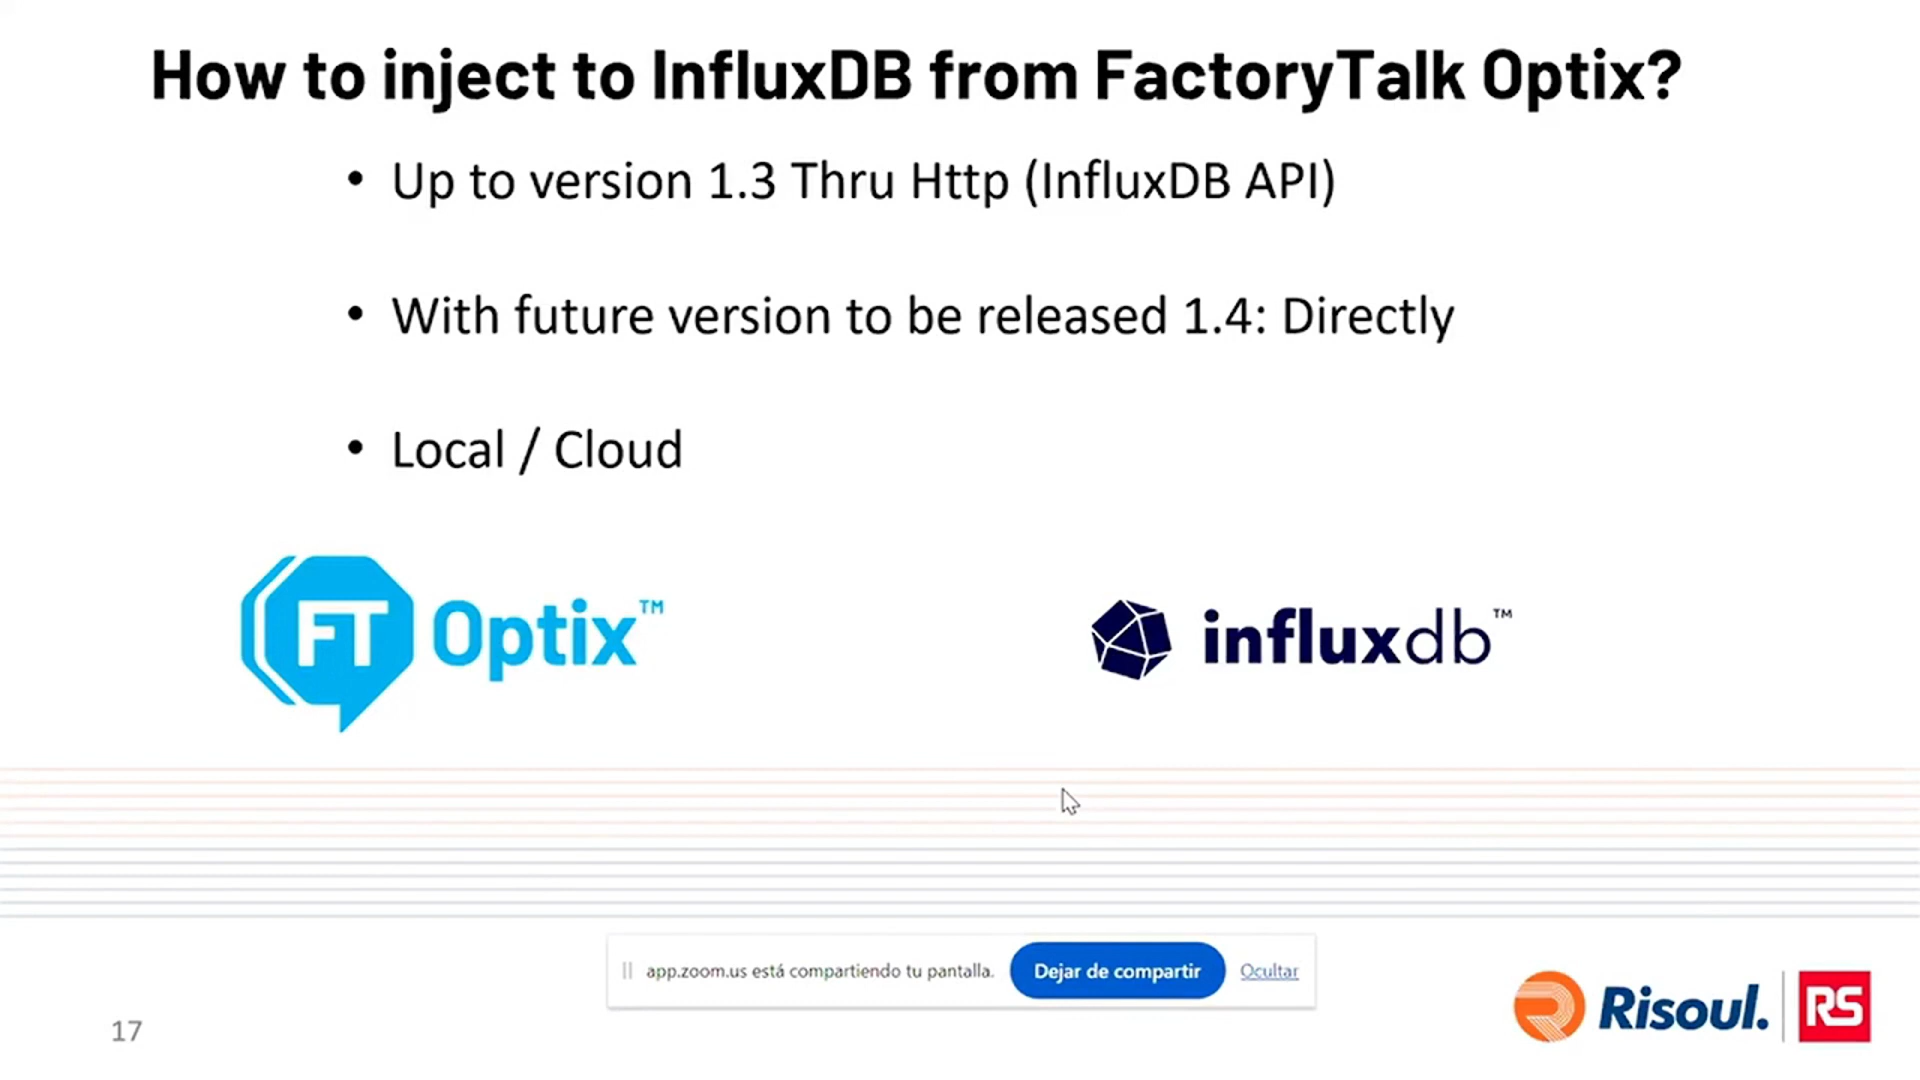 How to inject to InfluxDB from FactoryTalk Optix?
• Up to version 1.3 Thru Http (InfluxDB API)
• With future version to be released 1.4: Directly
• Local / Cloud
FT Optix™
influxdb™
app.zoom.us está compartiendo tu pantalla. Dejar de compartir Ocultar
17
Risoul. RS